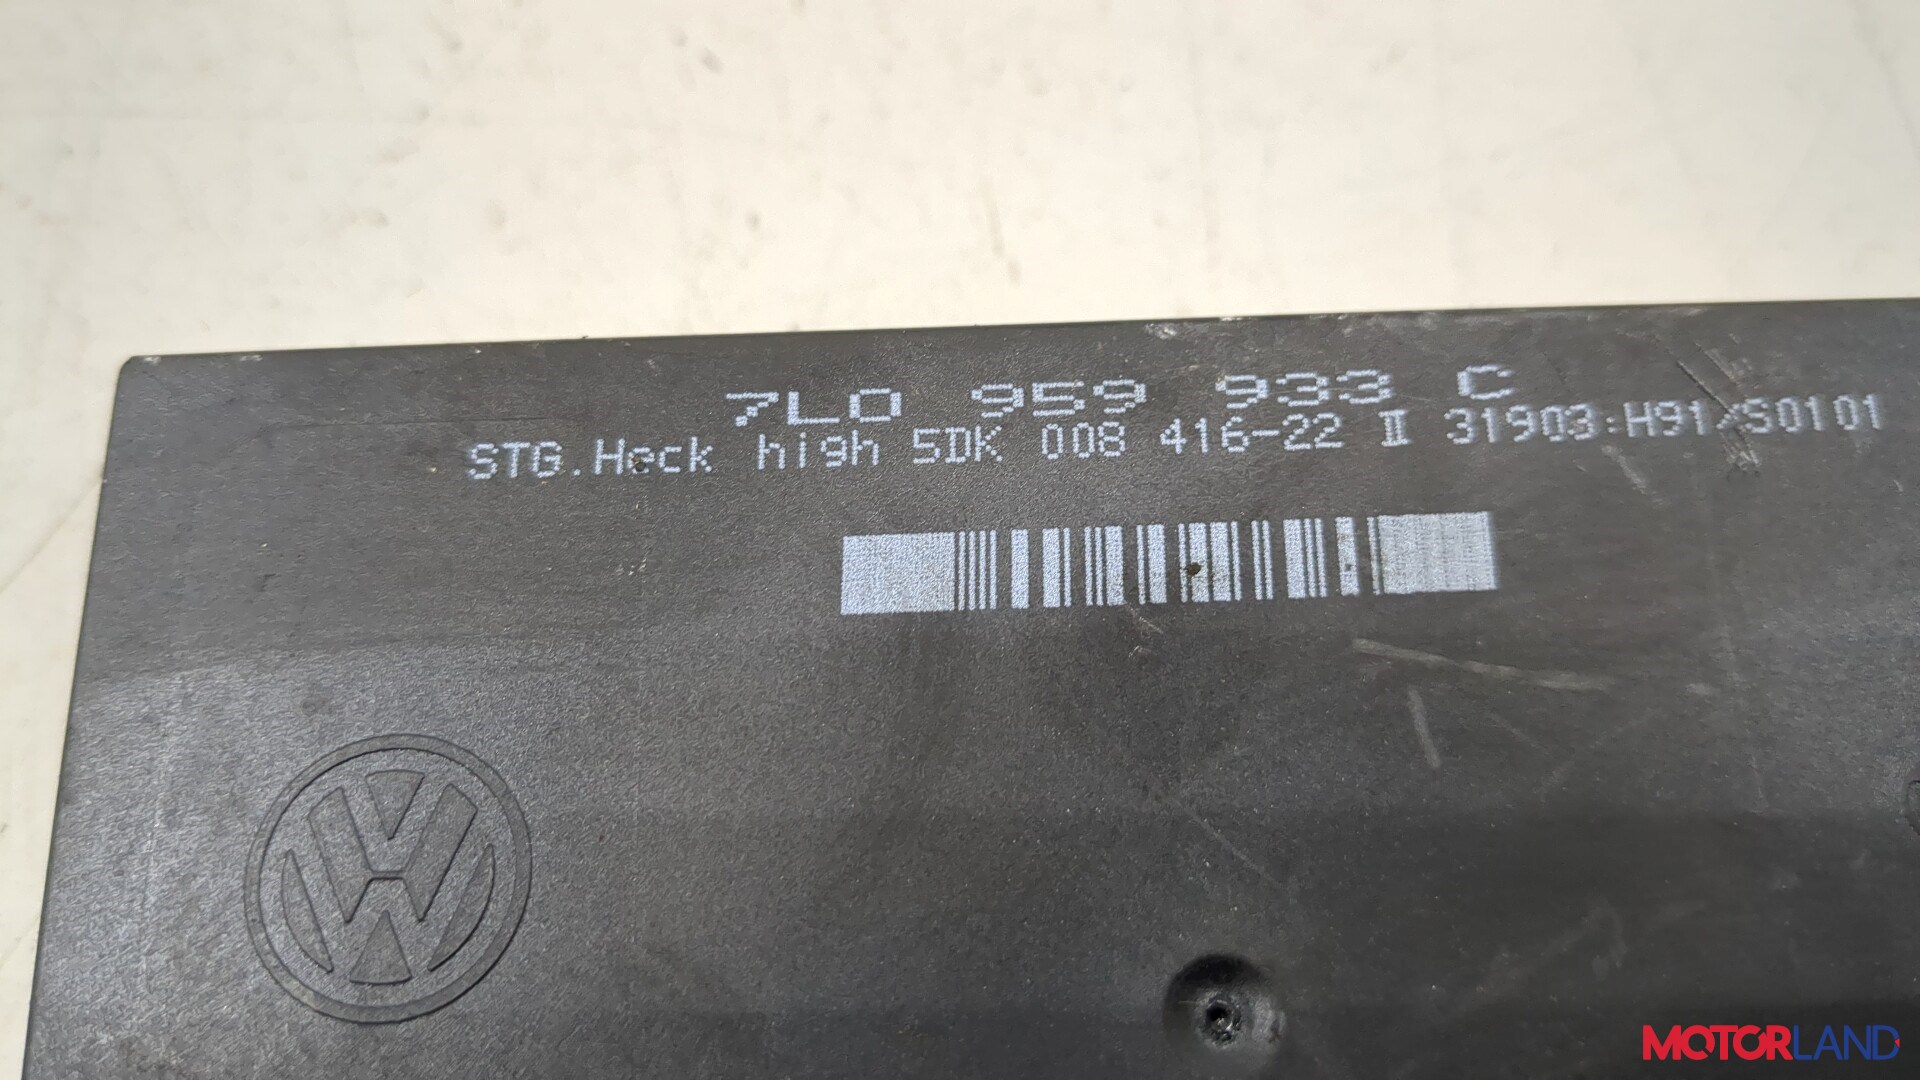 7L0 959 933 C
STG.Heck high 5DK 008 416-22 II 31903:H91/S0101
MOTORLAND